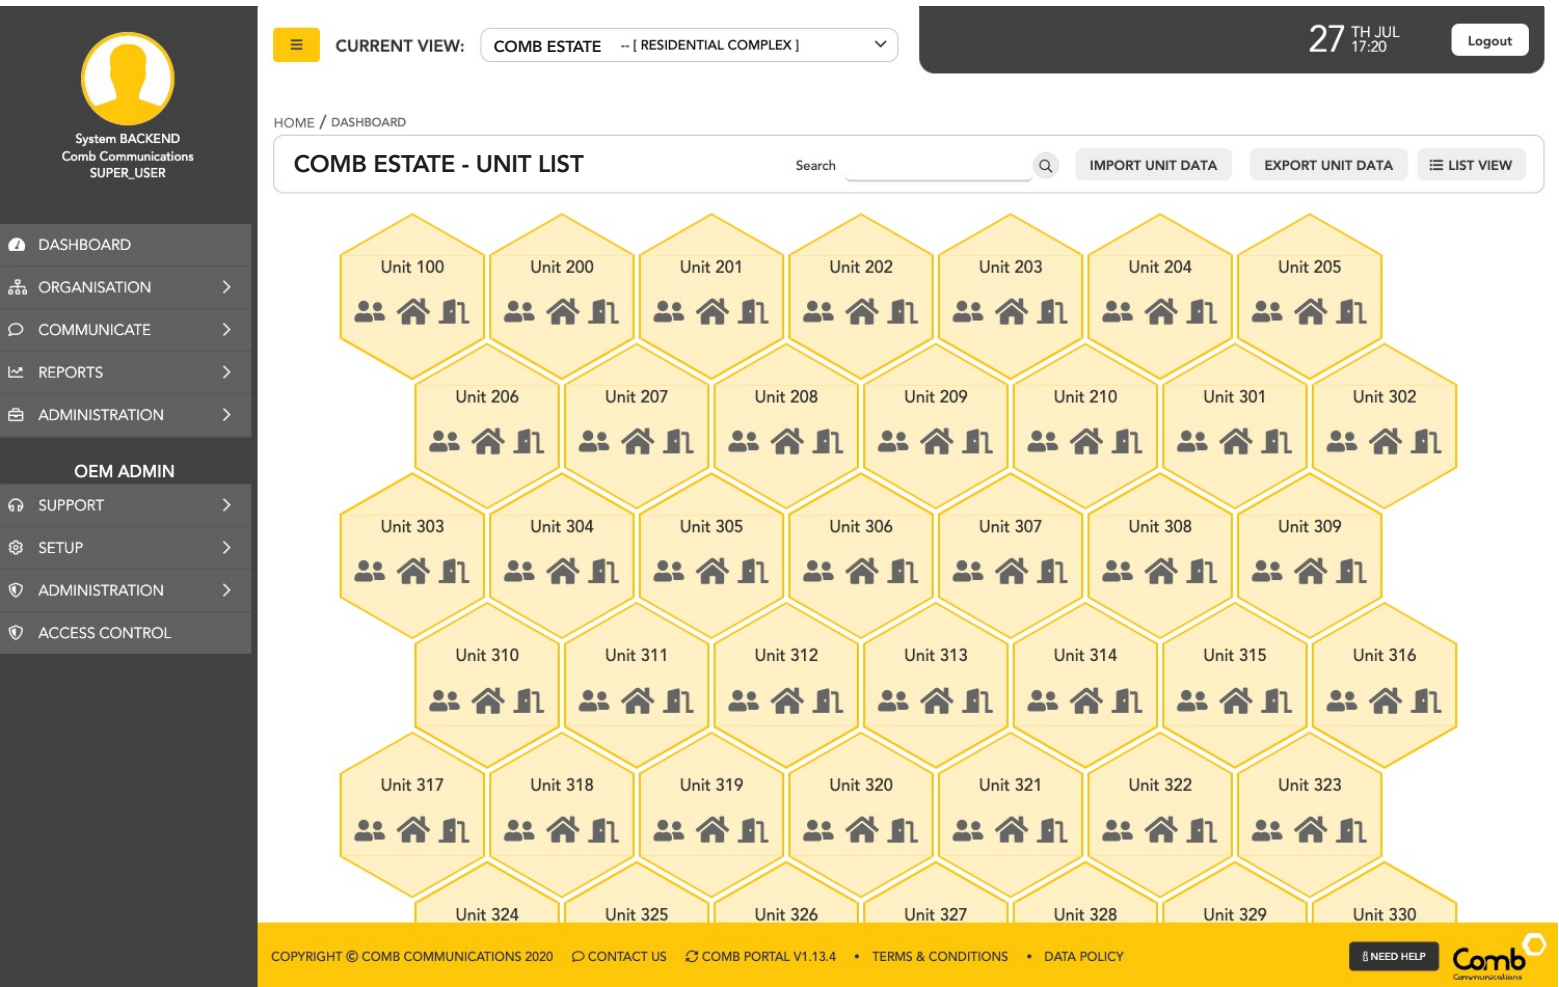 System BACKEND
Comb Communications
SUPER_USER
DASHBOARD
ORGANISATION
COMMUNICATE
REPORTS
ADMINISTRATION
OEM ADMIN
SUPPORT
SETUP
ADMINISTRATION
ACCESS CONTROL
CURRENT VIEW: COMB ESTATE -- [ RESIDENTIAL COMPLEX ]
27 TH JUL
17:20
Logout
HOME / DASHBOARD
COMB ESTATE - UNIT LIST Search IMPORT UNIT DATA EXPORT UNIT DATA LIST VIEW
Unit 100 Unit 200 Unit 201 Unit 202 Unit 203 Unit 204 Unit 205
Unit 206 Unit 207 Unit 208 Unit 209 Unit 210 Unit 301 Unit 302
Unit 303 Unit 304 Unit 305 Unit 306 Unit 307 Unit 308 Unit 309
Unit 310 Unit 311 Unit 312 Unit 313 Unit 314 Unit 315 Unit 316
Unit 317 Unit 318 Unit 319 Unit 320 Unit 321 Unit 322 Unit 323
Unit 324 Unit 325 Unit 326 Unit 327 Unit 328 Unit 329 Unit 330
COPYRIGHT © COMB COMMUNICATIONS 2020 CONTACT US COMB PORTAL V1.13.4 • TERMS & CONDITIONS • DATA POLICY
NEED HELP
Comb
Communications